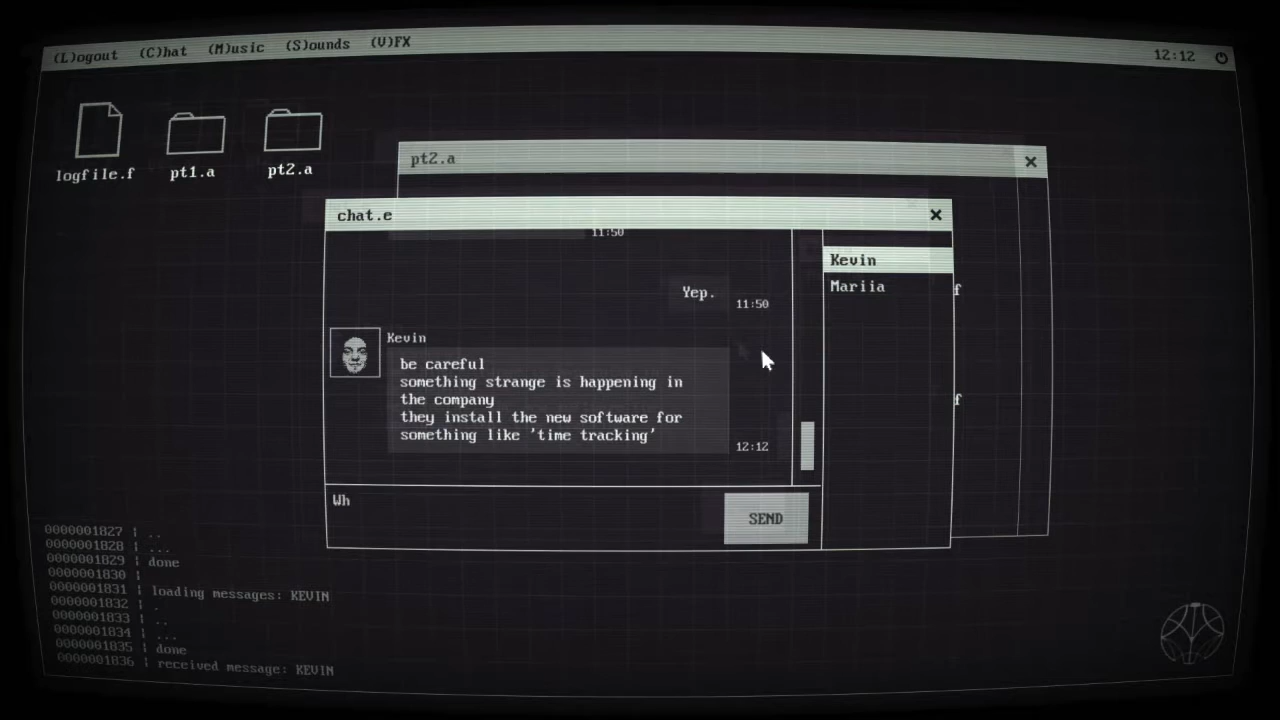 (L)ogout (C)hat (M)usic (S)ounds (V)FX 12:12
logfile.f pt1.a pt2.a
pt2.a
chat.e
11:50
Yep.
11:50
Kevin
be careful
something strange is happening in
the company
they install the new software for
something like 'time tracking'
12:12
Wh
SEND
Kevin
Mariia
f
f
0000001827 | ..
0000001828 | ...
0000001829 | done
0000001830 |
0000001831 | loading messages: KEVIN
0000001832 | .
0000001833 | ..
0000001834 | ...
0000001835 | done
0000001836 | received message: KEVIN